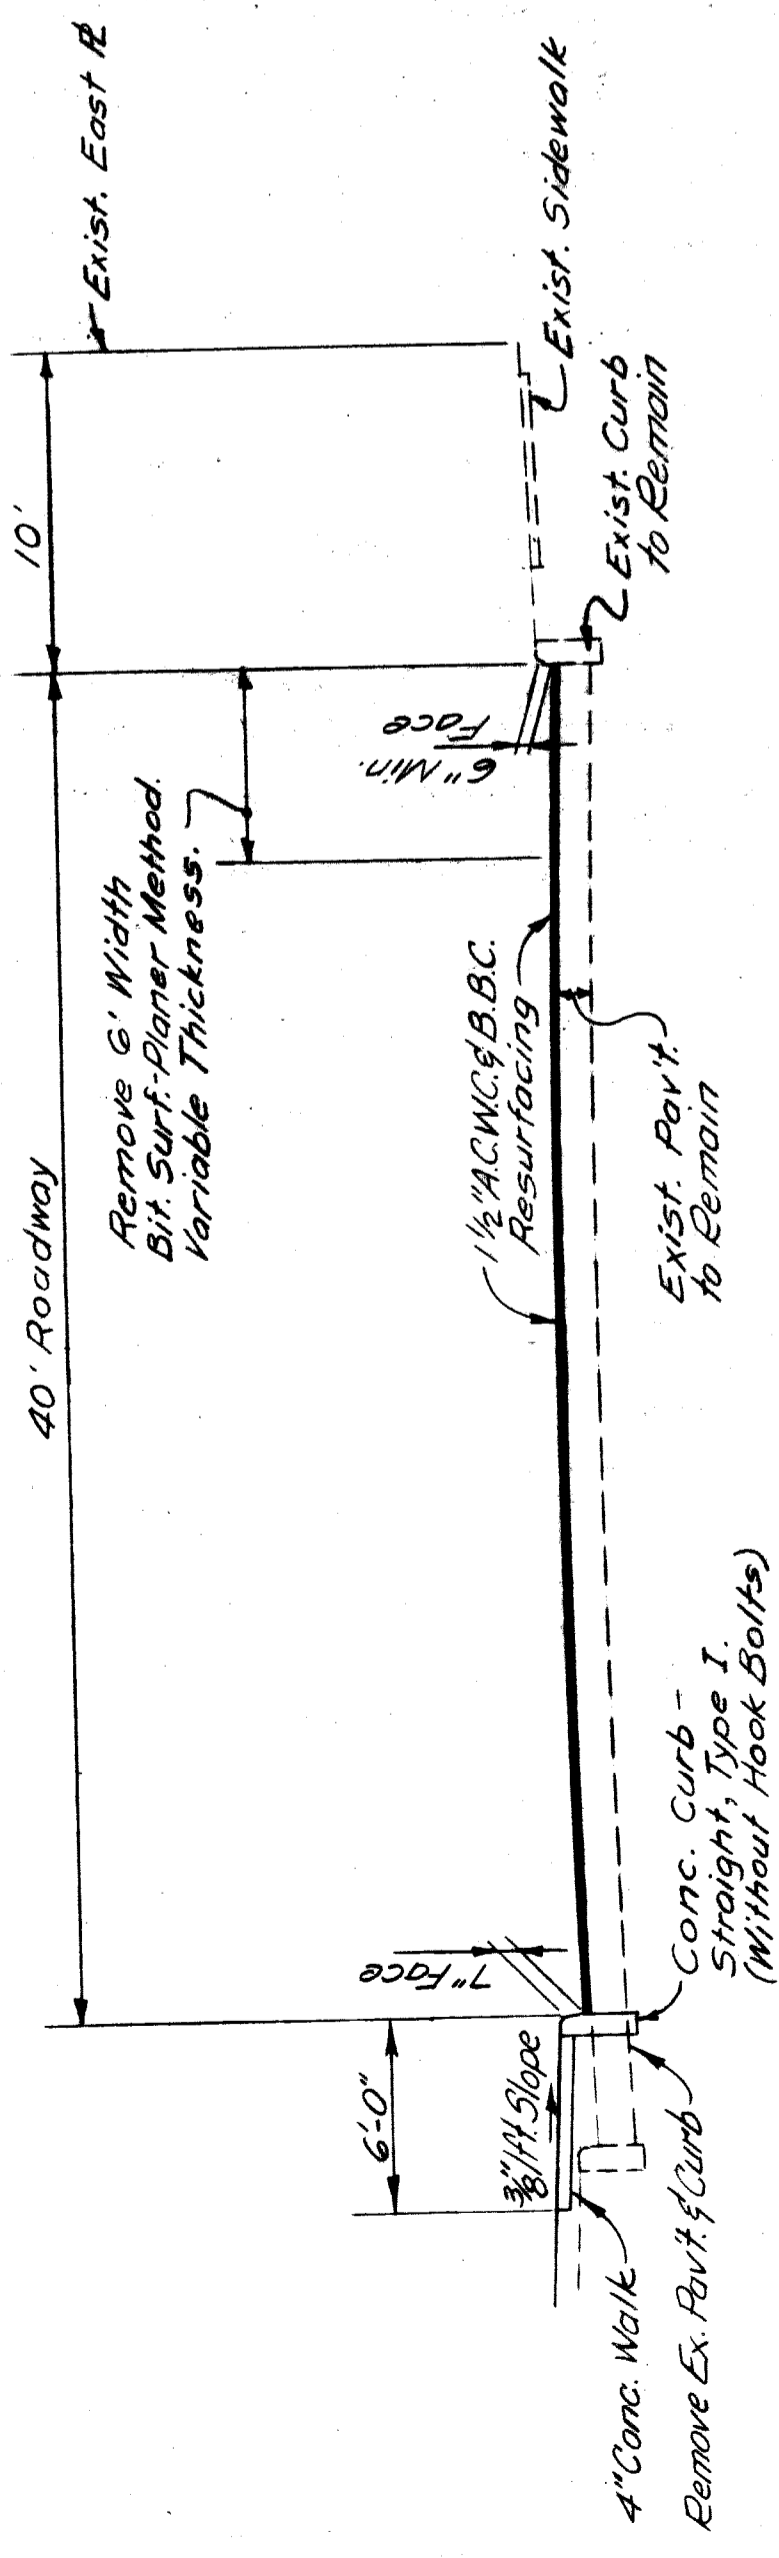 Exist. East ⅊
10'
40' Roadway
Remove 6' Width
Bit. Surf.-Planer Method.
Variable Thickness.
6" Min.
Face
Exist. Sidewalk
Exist. Curb
to Remain
1 1/2" A.C.W.C. & B.B.C.
Resurfacing
Exist. Pav't.
to Remain
7" Face
6'-0"
3/8"/ft. Slope
Conc. Curb -
Straight, Type I.
(Without Hook Bolts)
4" Conc. Walk
Remove Ex. Pav't. & Curb